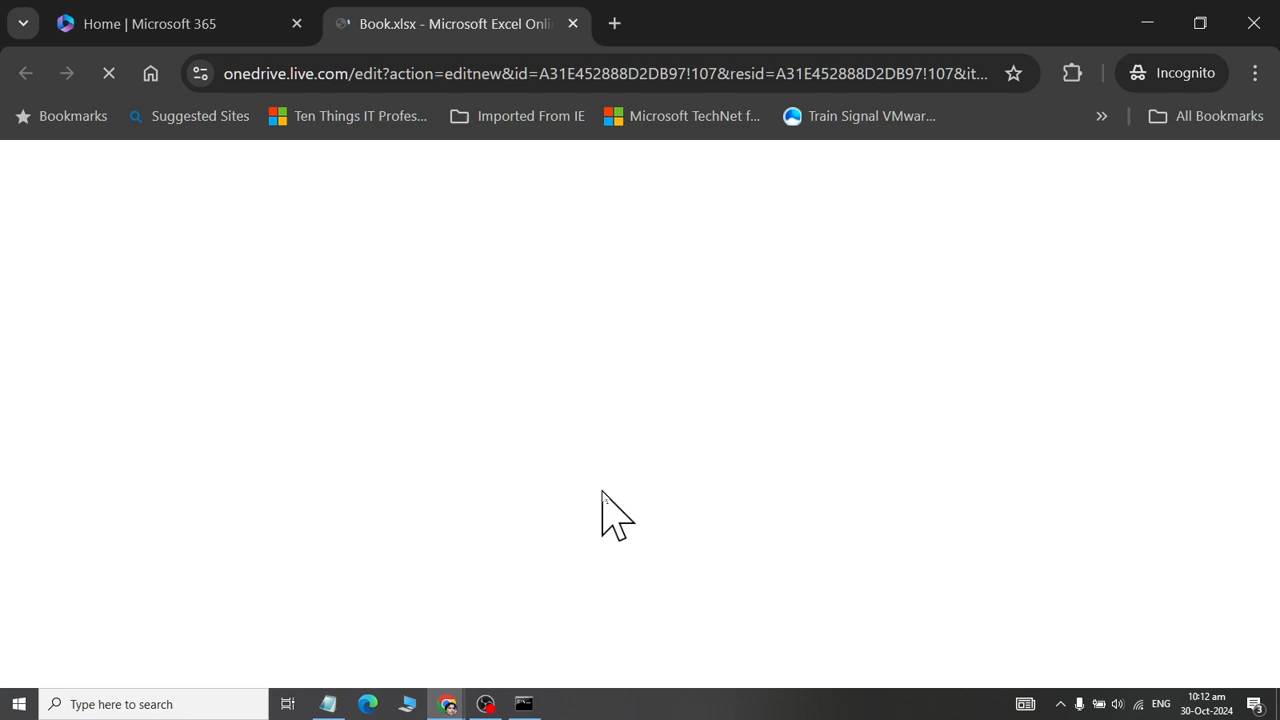 Home | Microsoft 365
Book.xlsx - Microsoft Excel Onli
onedrive.live.com/edit?action=editnew&id=A31E452888D2DB97!107&resid=A31E452888D2DB97!107&it...
Incognito
Bookmarks
Suggested Sites
Ten Things IT Profes...
Imported From IE
Microsoft TechNet f...
Train Signal VMwar...
»
All Bookmarks
Type here to search
ENG
10:12 am
30-Oct-2024
3